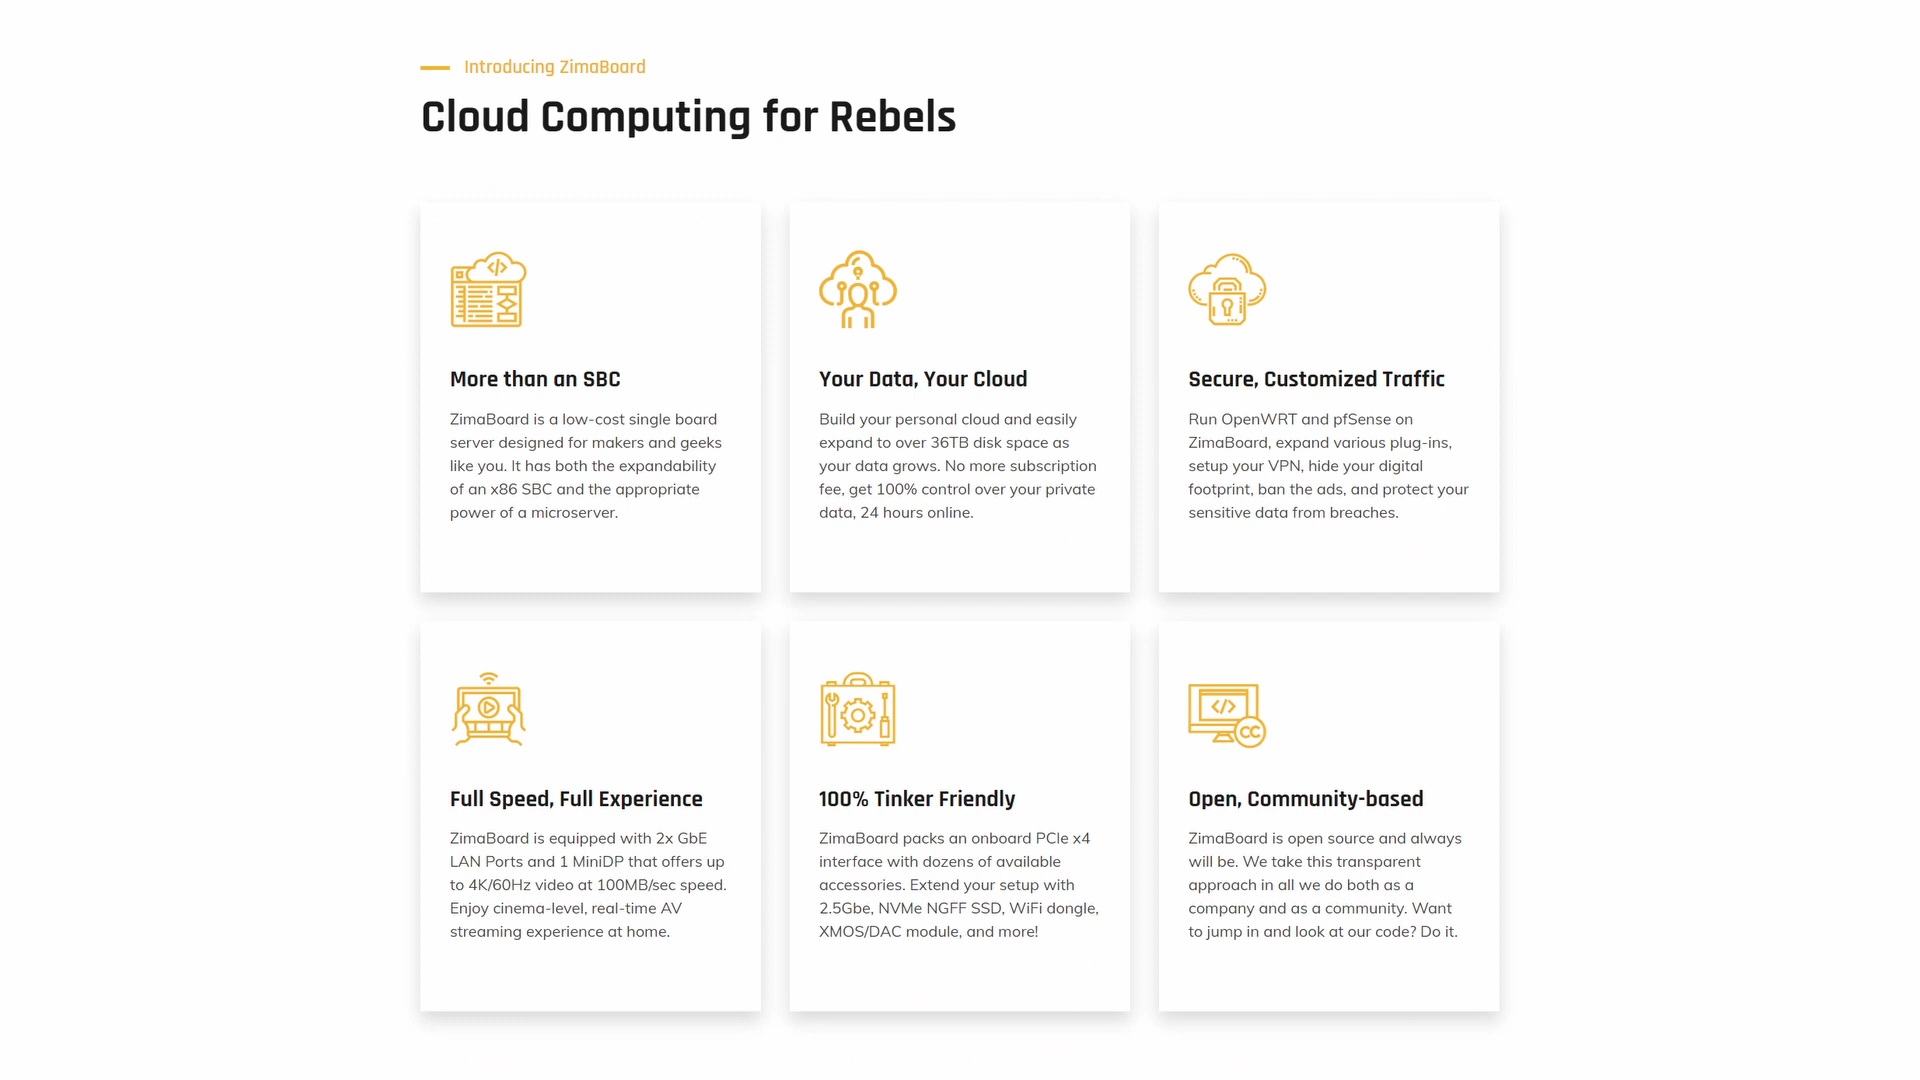 Introducing ZimaBoard
Cloud Computing for Rebels
</>
More than an SBC
ZimaBoard is a low-cost single board
server designed for makers and geeks
like you. It has both the expandability
of an x86 SBC and the appropriate
power of a microserver.
Your Data, Your Cloud
Build your personal cloud and easily
expand to over 36TB disk space as
your data grows. No more subscription
fee, get 100% control over your private
data, 24 hours online.
Secure, Customized Traffic
Run OpenWRT and pfSense on
ZimaBoard, expand various plug-ins,
setup your VPN, hide your digital
footprint, ban the ads, and protect your
sensitive data from breaches.
Full Speed, Full Experience
ZimaBoard is equipped with 2x GbE
LAN Ports and 1 MiniDP that offers up
to 4K/60Hz video at 100MB/sec speed.
Enjoy cinema-level, real-time AV
streaming experience at home.
100% Tinker Friendly
ZimaBoard packs an onboard PCIe x4
interface with dozens of available
accessories. Extend your setup with
2.5Gbe, NVMe NGFF SSD, WiFi dongle,
XMOS/DAC module, and more!
</>
CC
Open, Community-based
ZimaBoard is open source and always
will be. We take this transparent
approach in all we do both as a
company and as a community. Want
to jump in and look at our code? Do it.